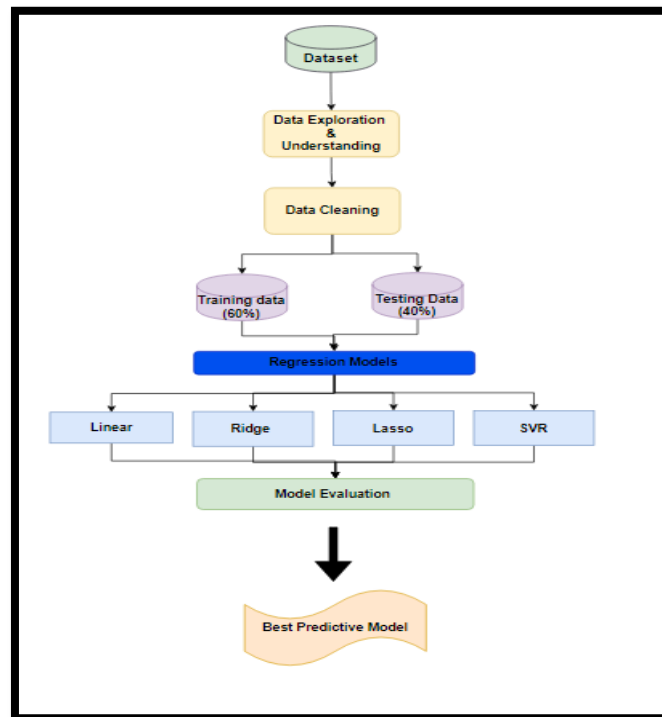 Dataset
Data Exploration
&
Understanding
Data Cleaning
Training data
(60%)
Testing Data
(40%)
Regression Models
Linear
Ridge
Lasso
SVR
Model Evaluation
Best Predictive Model